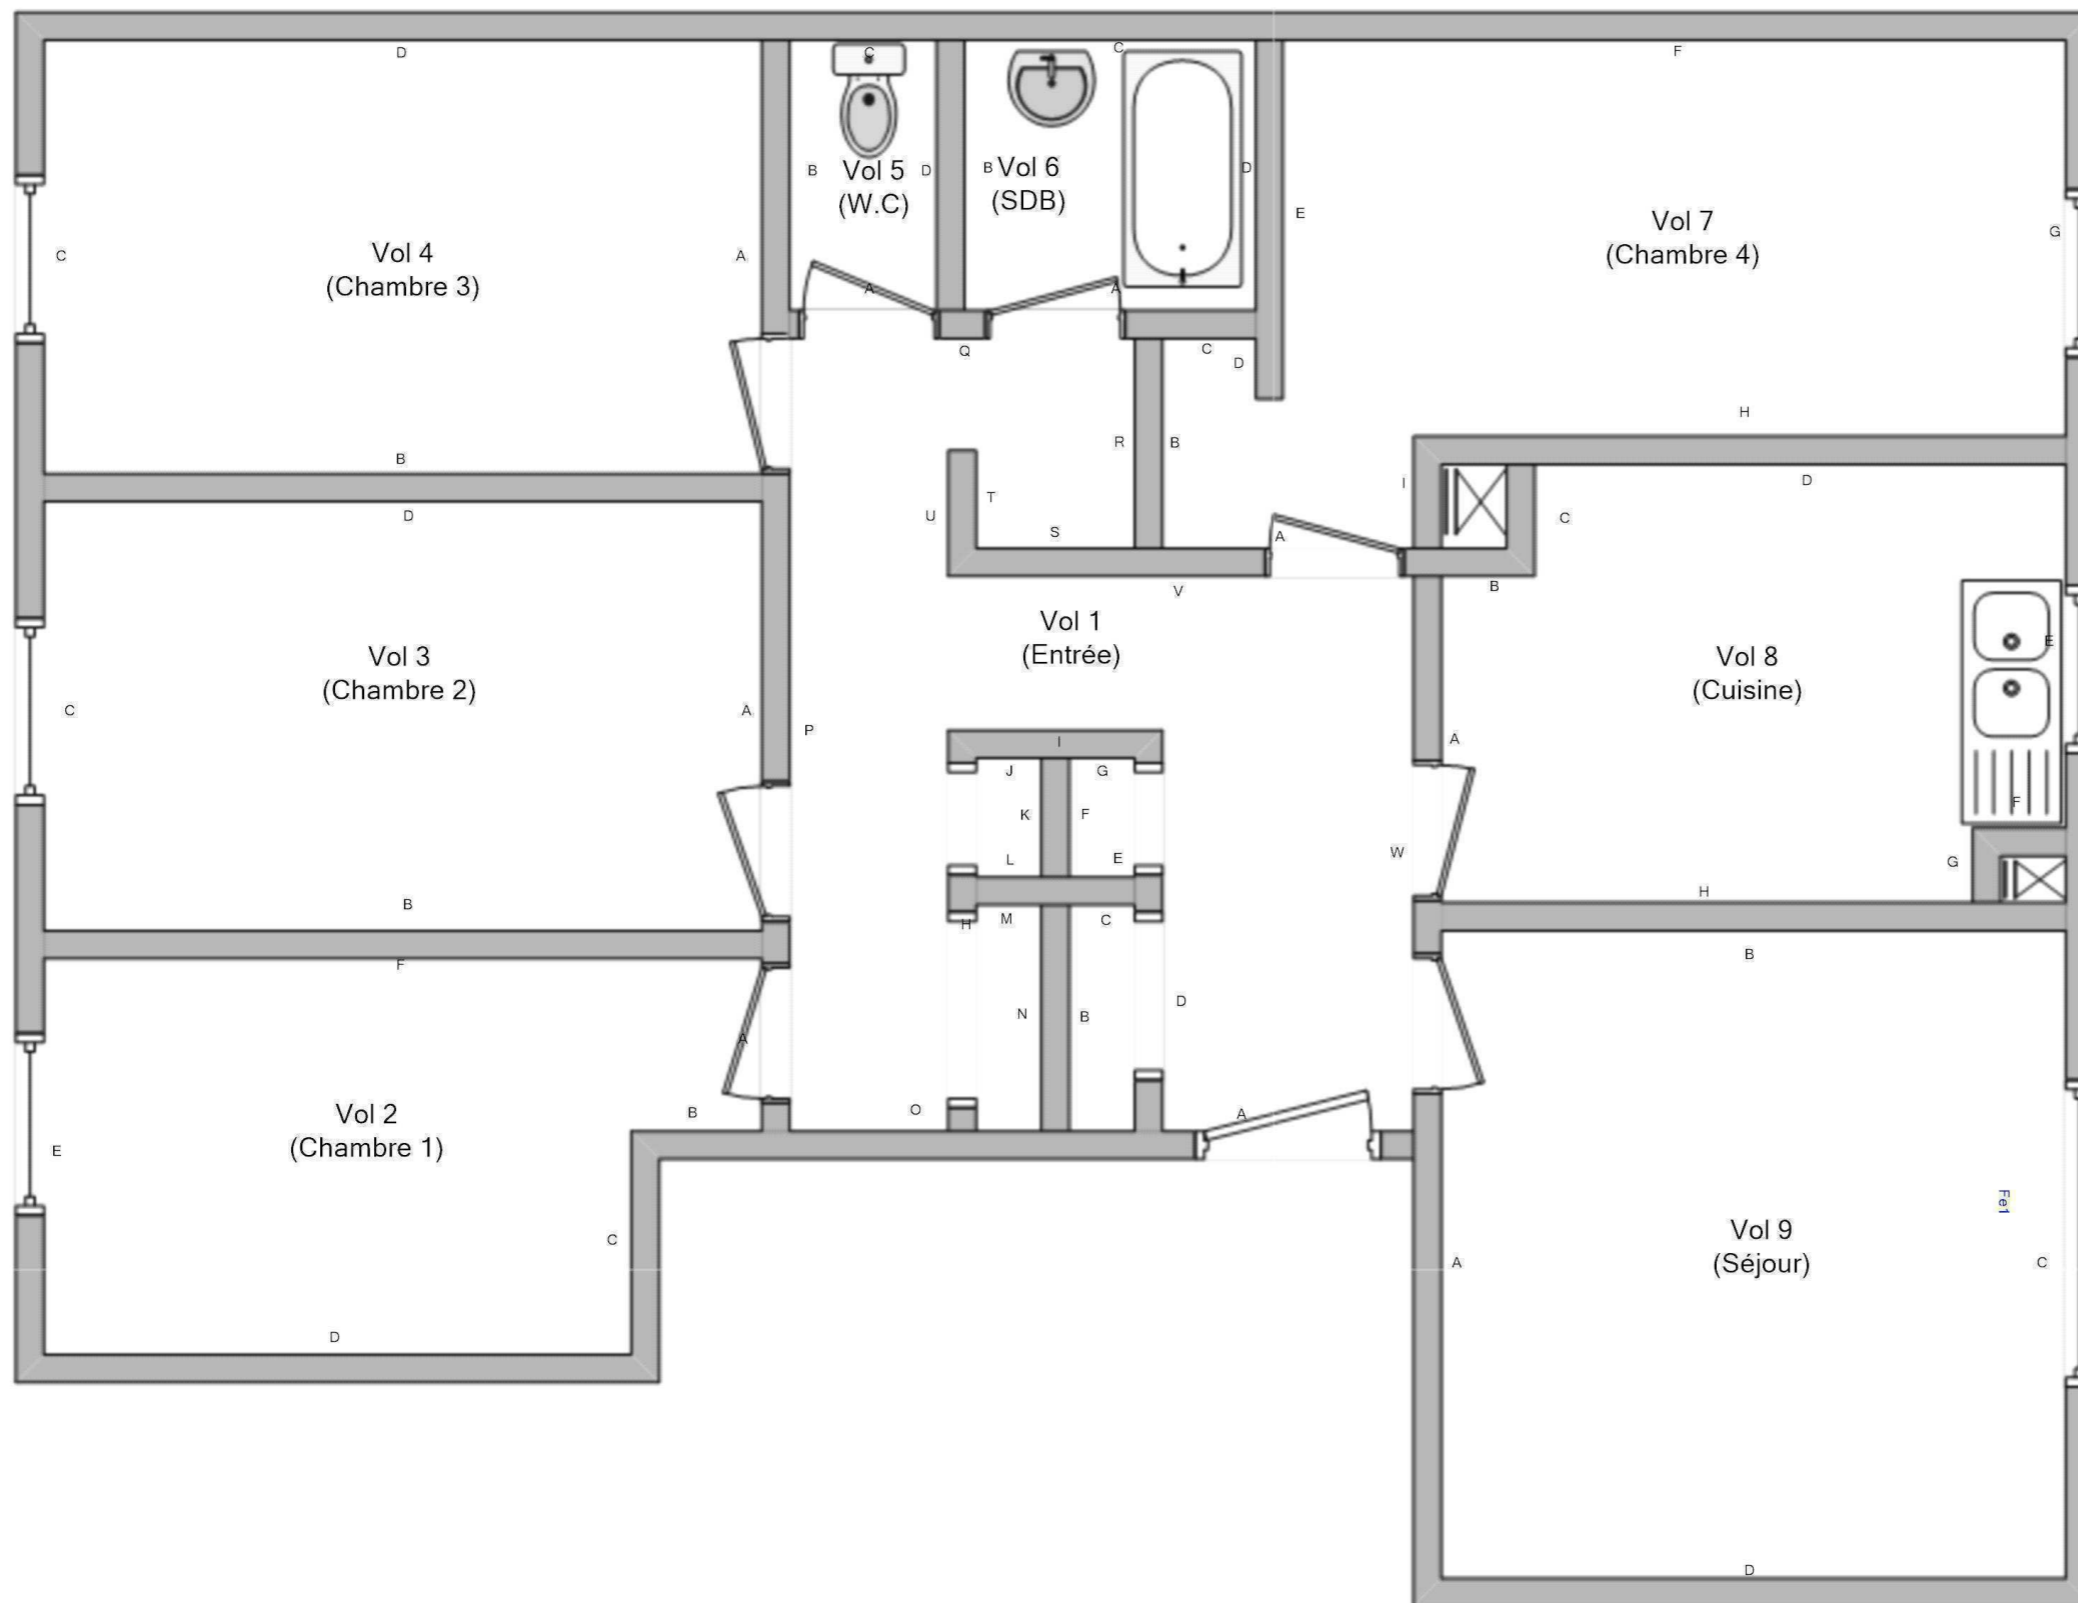 D
C
C
F
B
Vol 5
D
B
Vol 6
D
(W.C)
(SDB)
E
Vol 7
(Chambre 4)
G
C
Vol 4
(Chambre 3)
A
A
A
Q
C
D
H
B
R
B
I
D
D
U
T
S
A
C
V
B
Vol 1
(Entrée)
E
Vol 3
(Chambre 2)
Vol 8
(Cuisine)
C
A
P
A
I
J
G
K
F
F
L
E
W
G
B
H
M
C
H
B
F
D
N
B
A
Vol 2
(Chambre 1)
B
O
A
E
C
Fe1
Vol 9
(Séjour)
A
C
D
D